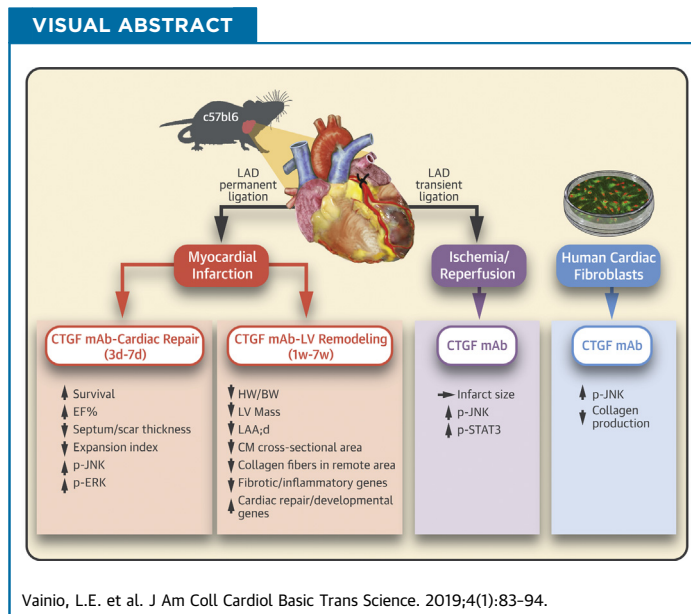 VISUAL ABSTRACT
c57bl6
LAD
permanent
ligation
LAD
transient
ligation
Myocardial
Infarction
Ischemia/
Reperfusion
Human Cardiac
Fibroblasts
CTGF mAb-Cardiac Repair
(3d-7d)
Survival
EF%
Septum/scar thickness
Expansion index
p-JNK
p-ERK
CTGF mAb-LV Remodeling
(1w-7w)
HW/BW
LV Mass
LAA;d
CM cross-sectional area
Collagen fibers in remote area
Fibrotic/inflammatory genes
Cardiac repair/developmental
genes
CTGF mAb
Infarct size
p-JNK
p-STAT3
CTGF mAb
p-JNK
Collagen
production
Vainio, L.E. et al. J Am Coll Cardiol Basic Trans Science. 2019;4(1):83–94.